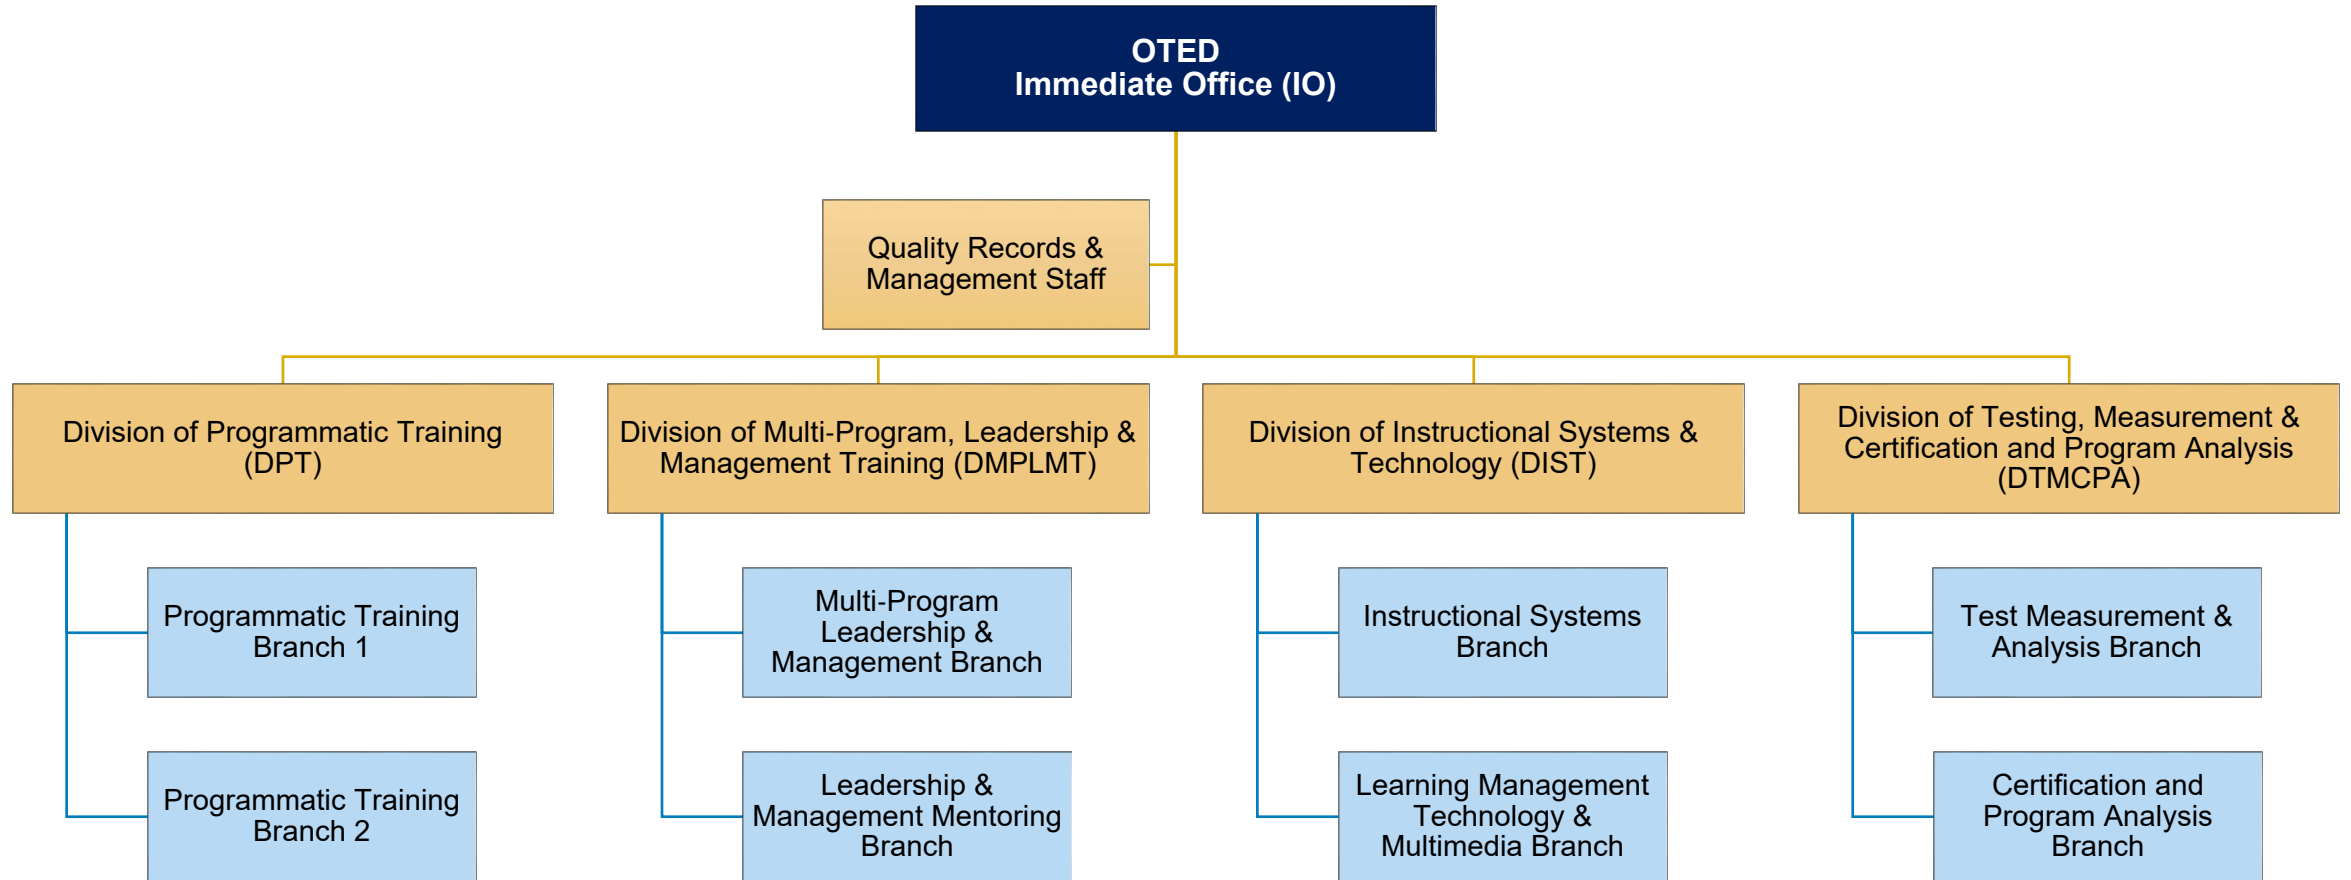 OTED
Immediate Office (IO)
Quality Records &
Management Staff
Division of Programmatic Training
(DPT)
Division of Multi-Program, Leadership &
Management Training (DMPLMT)
Division of Instructional Systems &
Technology (DIST)
Division of Testing, Measurement &
Certification and Program Analysis
(DTMCPA)
Programmatic Training
Branch 1
Multi-Program
Leadership &
Management Branch
Instructional Systems
Branch
Test Measurement &
Analysis Branch
Programmatic Training
Branch 2
Leadership &
Management Mentoring
Branch
Learning Management
Technology &
Multimedia Branch
Certification and
Program Analysis
Branch